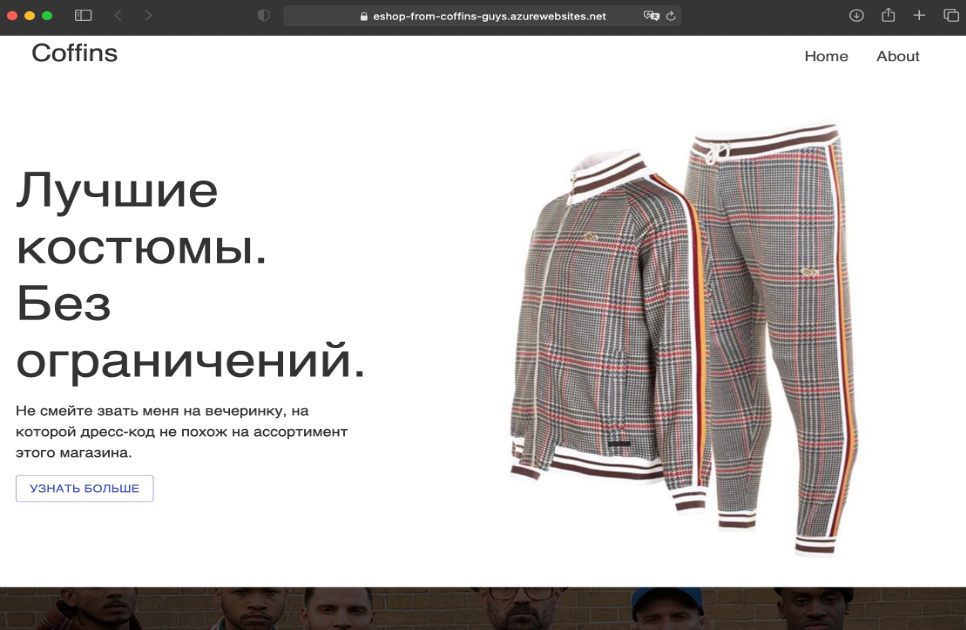 eshop-from-coffins-guys.azurewebsites.net
Coffins
Home About
Лучшие
костюмы.
Без
ограничений.
Не смейте звать меня на вечеринку, на
которой дресс-код не похож на ассортимент
этого магазина.
УЗНАТЬ БОЛЬШЕ